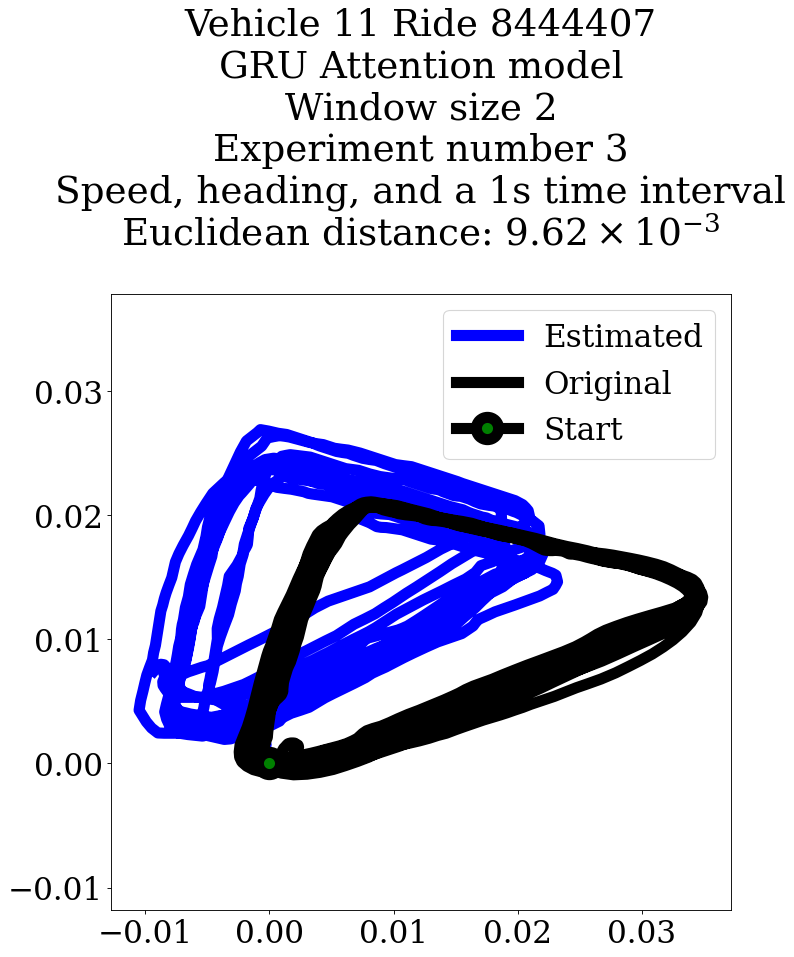 Vehicle 11 Ride 8444407
GRU Attention model
Window size 2
Experiment number 3
Speed, heading, and a 1s time interval
Euclidean distance: 9.62 × 10⁻³
Estimated
Original
Start
0.03
0.02
0.01
0.00
−0.01
−0.01 0.00 0.01 0.02 0.03